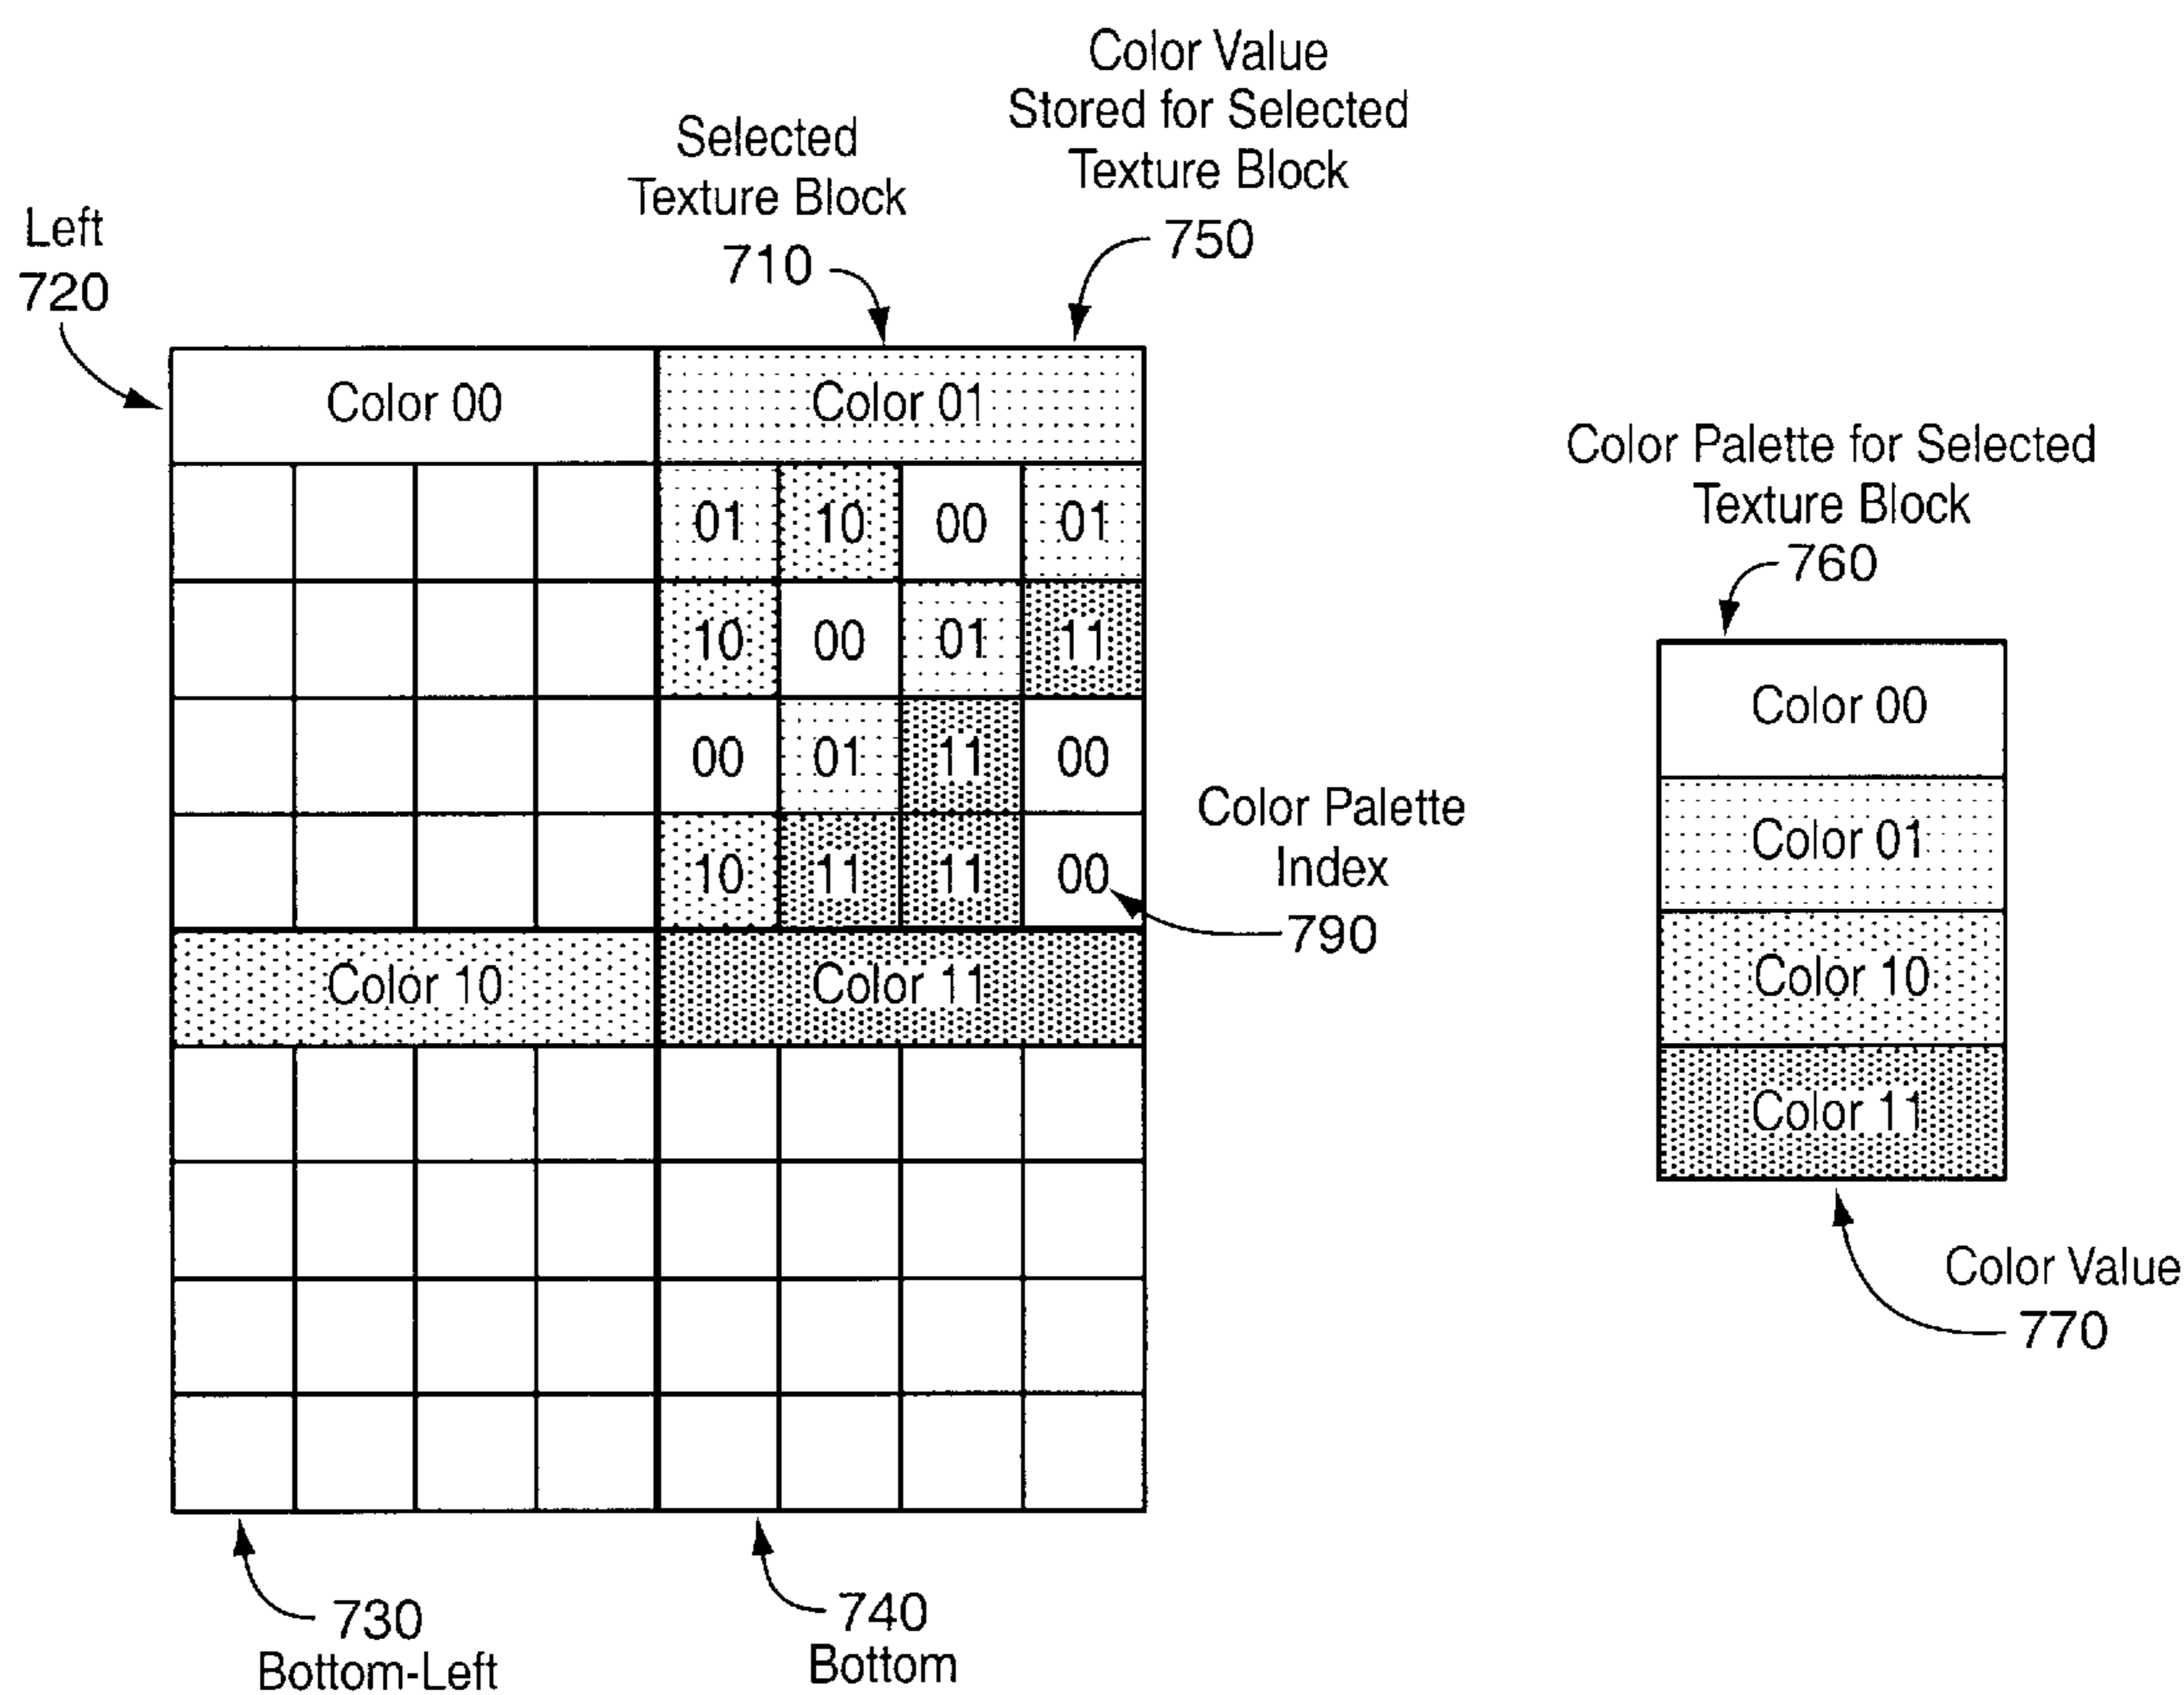 Color Value
Stored for Selected
Texture Block
750
Selected
Texture Block
710
Left
720
Color 00
Color 01
01 10 00 01
10 00 01 11
00 01 11 00
10 11 11 00
Color Palette
Index
790
Color 10
Color 11
730
Bottom-Left
740
Bottom
Color Palette for Selected
Texture Block
760
Color 00
Color 01
Color 10
Color 11
Color Value
770